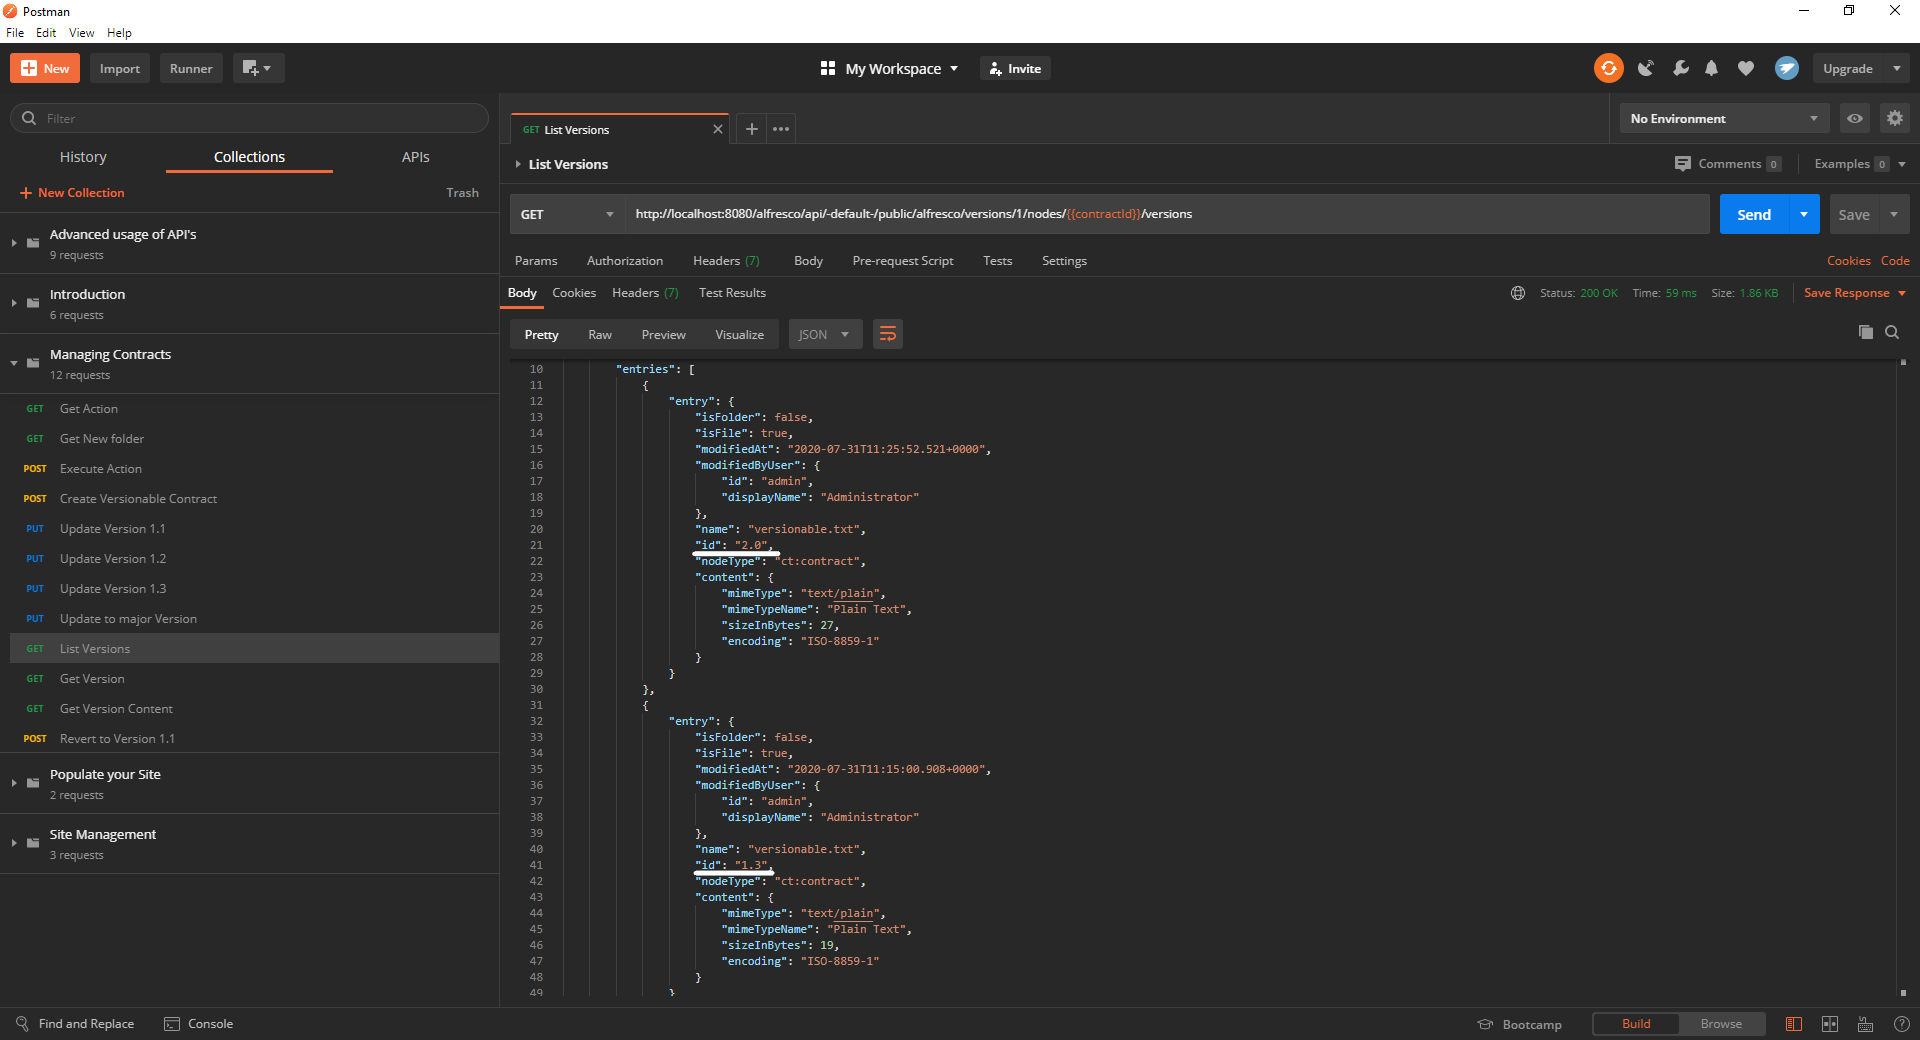 Postman
File Edit View Help
New Import Runner My Workspace Invite Upgrade
Filter
History Collections APIs
New Collection Trash
Advanced usage of API's
9 requests
Introduction
6 requests
Managing Contracts
12 requests
GET Get Action
GET Get New folder
POST Execute Action
POST Create Versionable Contract
PUT Update Version 1.1
PUT Update Version 1.2
PUT Update Version 1.3
PUT Update to major Version
GET List Versions
GET Get Version
GET Get Version Content
POST Revert to Version 1.1
Populate your Site
2 requests
Site Management
3 requests
GET List Versions
No Environment
List Versions
Comments 0 Examples 0
GET http://localhost:8080/alfresco/api/-default-/public/alfresco/versions/1/nodes/{{contractId}}/versions Send Save
Params Authorization Headers (7) Body Pre-request Script Tests Settings Cookies Code
Body Cookies Headers (7) Test Results Status: 200 OK Time: 59 ms Size: 1.86 KB Save Response
Pretty Raw Preview Visualize JSON
10 "entries": [
11 {
12 "entry": {
13 "isFolder": false,
14 "isFile": true,
15 "modifiedAt": "2020-07-31T11:25:52.521+0000",
16 "modifiedByUser": {
17 "id": "admin",
18 "displayName": "Administrator"
19 },
20 "name": "versionable.txt",
21 "id": "2.0",
22 "nodeType": "ct:contract",
23 "content": {
24 "mimeType": "text/plain",
25 "mimeTypeName": "Plain Text",
26 "sizeInBytes": 27,
27 "encoding": "ISO-8859-1"
28 }
29 }
30 },
31 {
32 "entry": {
33 "isFolder": false,
34 "isFile": true,
35 "modifiedAt": "2020-07-31T11:15:00.908+0000",
36 "modifiedByUser": {
37 "id": "admin",
38 "displayName": "Administrator"
39 },
40 "name": "versionable.txt",
41 "id": "1.3",
42 "nodeType": "ct:contract",
43 "content": {
44 "mimeType": "text/plain",
45 "mimeTypeName": "Plain Text",
46 "sizeInBytes": 19,
47 "encoding": "ISO-8859-1"
48 }
49 }
Find and Replace Console Bootcamp Build Browse